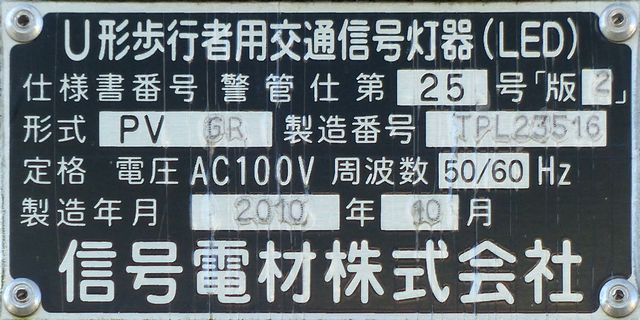 U形歩行者用交通信号灯器(LED)
仕様書番号 警管仕第 25 号「版2」
形式 PV GR 製造番号 TPL23516
定格 電圧 AC100V 周波数 50/60 Hz
製造年月 2010 年 10 月
信号電材株式会社